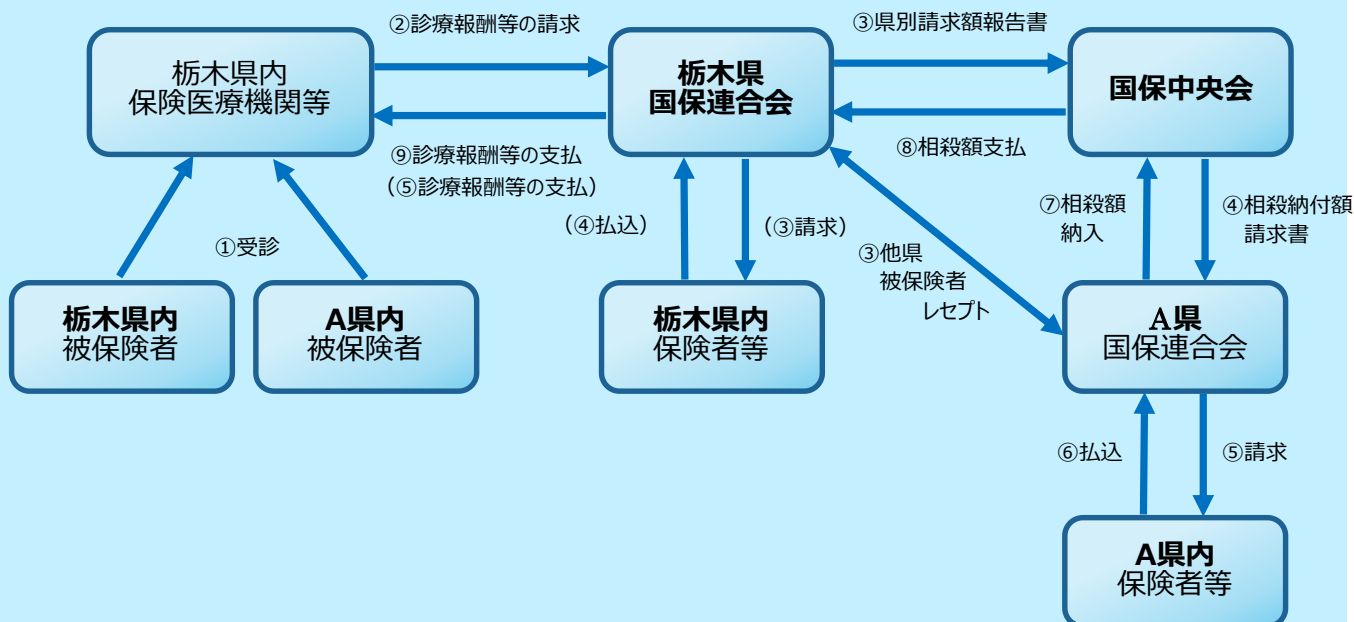 ②診療報酬等の請求
③県別請求額報告書
栃木県内
保険医療機関等
栃木県
国保連合会
国保中央会
⑨診療報酬等の支払
（⑤診療報酬等の支払）
⑧相殺額支払
①受診
（④払込）
（③請求）
③他県
被保険者
レセプト
⑦相殺額
納入
④相殺納付額
請求書
栃木県内
被保険者
A県内
被保険者
栃木県内
保険者等
A県
国保連合会
⑥払込
⑤請求
A県内
保険者等